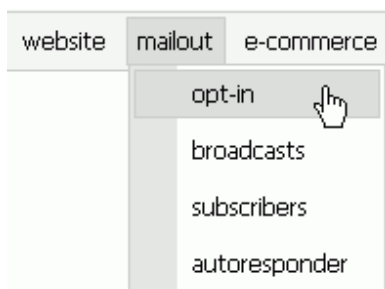 website mailout e-commerce
opt-in
broadcasts
subscribers
autoresponder